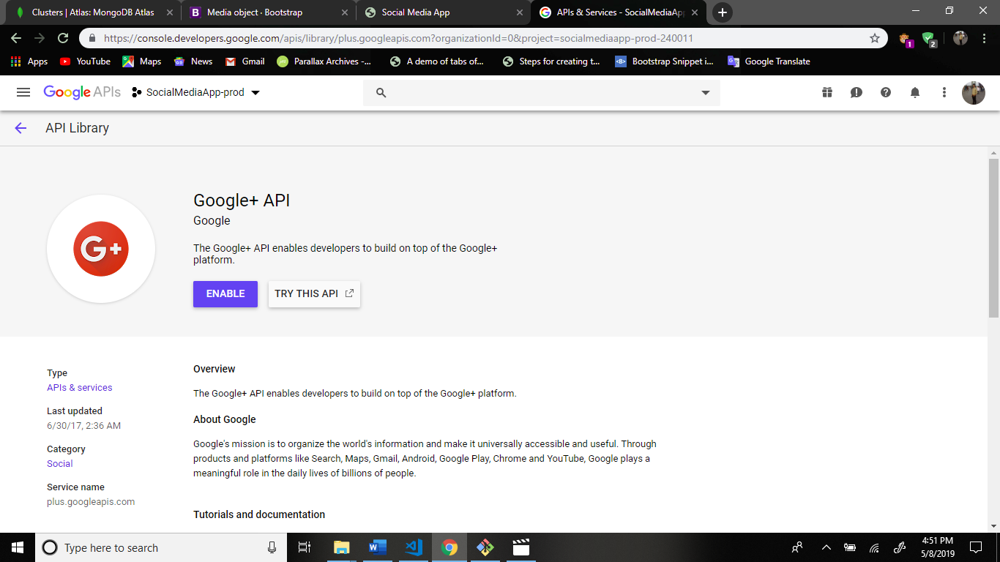 Clusters | Atlas: MongoDB Atlas
Media object · Bootstrap
Social Media App
APIs & Services - SocialMediaApp
https://console.developers.google.com/apis/library/plus.googleapis.com?organizationId=0&project=socialmediaapp-prod-240011
1
2
Apps
YouTube
Maps
News
Gmail
Parallax Archives -...
A demo of tabs of...
Steps for creating t...
Bootstrap Snippet i...
Google Translate
Google APIs
SocialMediaApp-prod
API Library
G+
Google+ API
Google
The Google+ API enables developers to build on top of the Google+
platform.
ENABLE
TRY THIS API
Type
APIs & services
Last updated
6/30/17, 2:36 AM
Category
Social
Service name
plus.googleapis.com
Overview
The Google+ API enables developers to build on top of the Google+ platform.
About Google
Google's mission is to organize the world's information and make it universally accessible and useful. Through
products and platforms like Search, Maps, Gmail, Android, Google Play, Chrome and YouTube, Google plays a
meaningful role in the daily lives of billions of people.
Tutorials and documentation
Type here to search
4:51 PM
5/8/2019